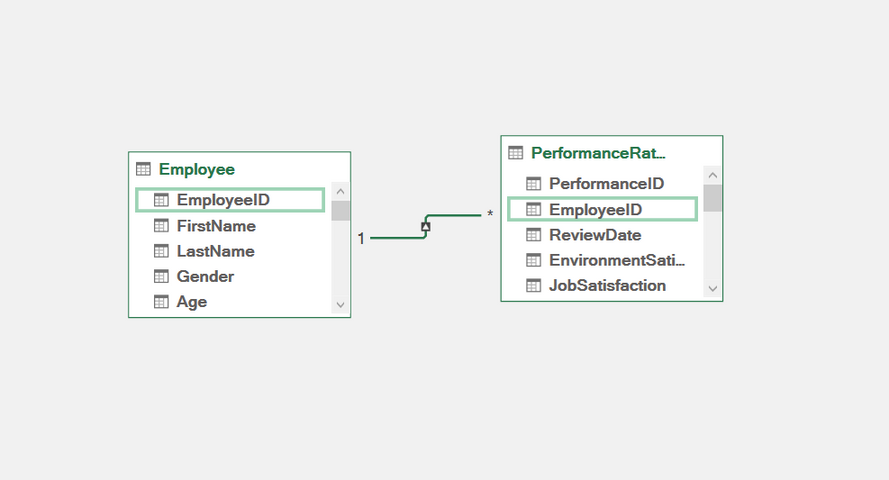 Employee
EmployeeID
FirstName
LastName
Gender
Age
1
*
PerformanceRat...
PerformanceID
EmployeeID
ReviewDate
EnvironmentSati...
JobSatisfaction